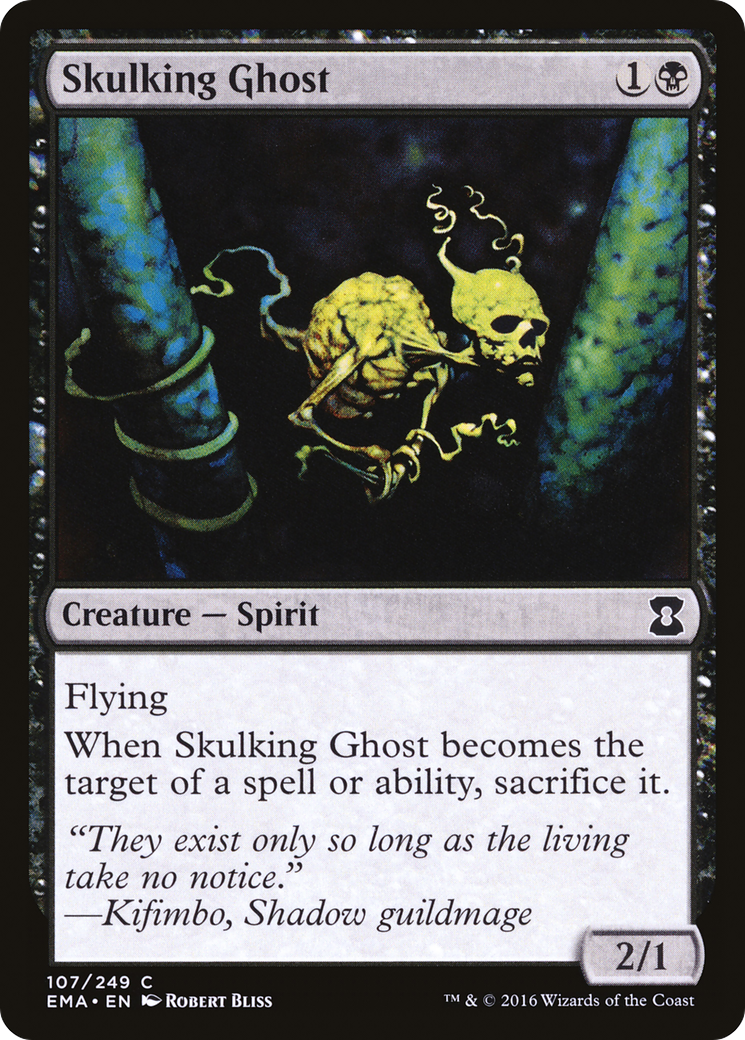 Skulking Ghost 1
Creature — Spirit
Flying
When Skulking Ghost becomes the
target of a spell or ability, sacrifice it.
“They exist only so long as the living
take no notice.”
—Kifimbo, Shadow guildmage
2/1
107/249 C
EMA • EN Robert Bliss
™ & © 2016 Wizards of the Coast